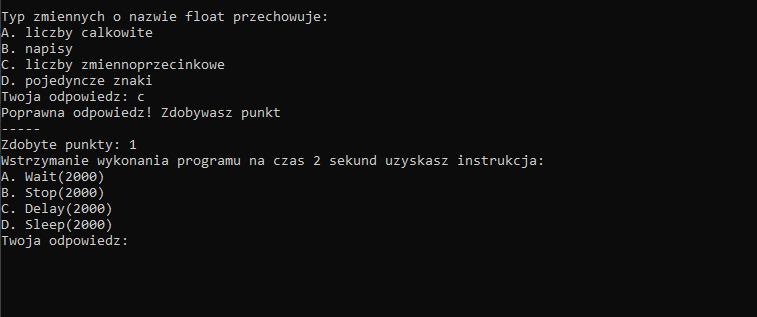 Typ zmiennych o nazwie float przechowuje:
A. liczby calkowite
B. napisy
C. liczby zmiennoprzecinkowe
D. pojedyncze znaki
Twoja odpowiedz: c
Poprawna odpowiedz! Zdobywasz punkt
-----
Zdobyte punkty: 1
Wstrzymanie wykonania programu na czas 2 sekund uzyskasz instrukcja:
A. Wait(2000)
B. Stop(2000)
C. Delay(2000)
D. Sleep(2000)
Twoja odpowiedz: